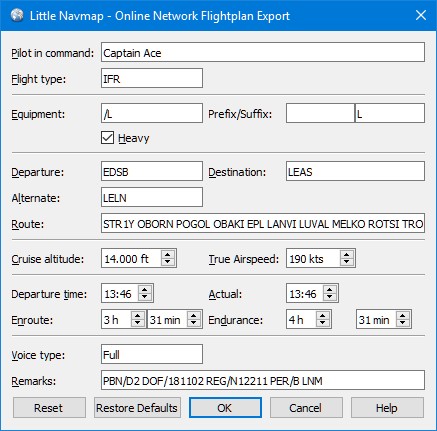 Little Navmap - Online Network Flightplan Export
Pilot in command: Captain Ace
Flight type: IFR
Equipment: /L Prefix/Suffix: L
Heavy
Departure: EDSB Destination: LEAS
Alternate: LELN
Route: STR1Y OBORN POGOL OBAKI EPL LANVI LUVAL MELKO ROTSI TRO
Cruise altitude: 14.000 ft True Airspeed: 190 kts
Departure time: 13:46 Actual: 13:46
Enroute: 3 h 31 min Endurance: 4 h 31 min
Voice type: Full
Remarks: PBN/D2 DOF/181102 REG/N12211 PER/B LNM
Reset Restore Defaults OK Cancel Help